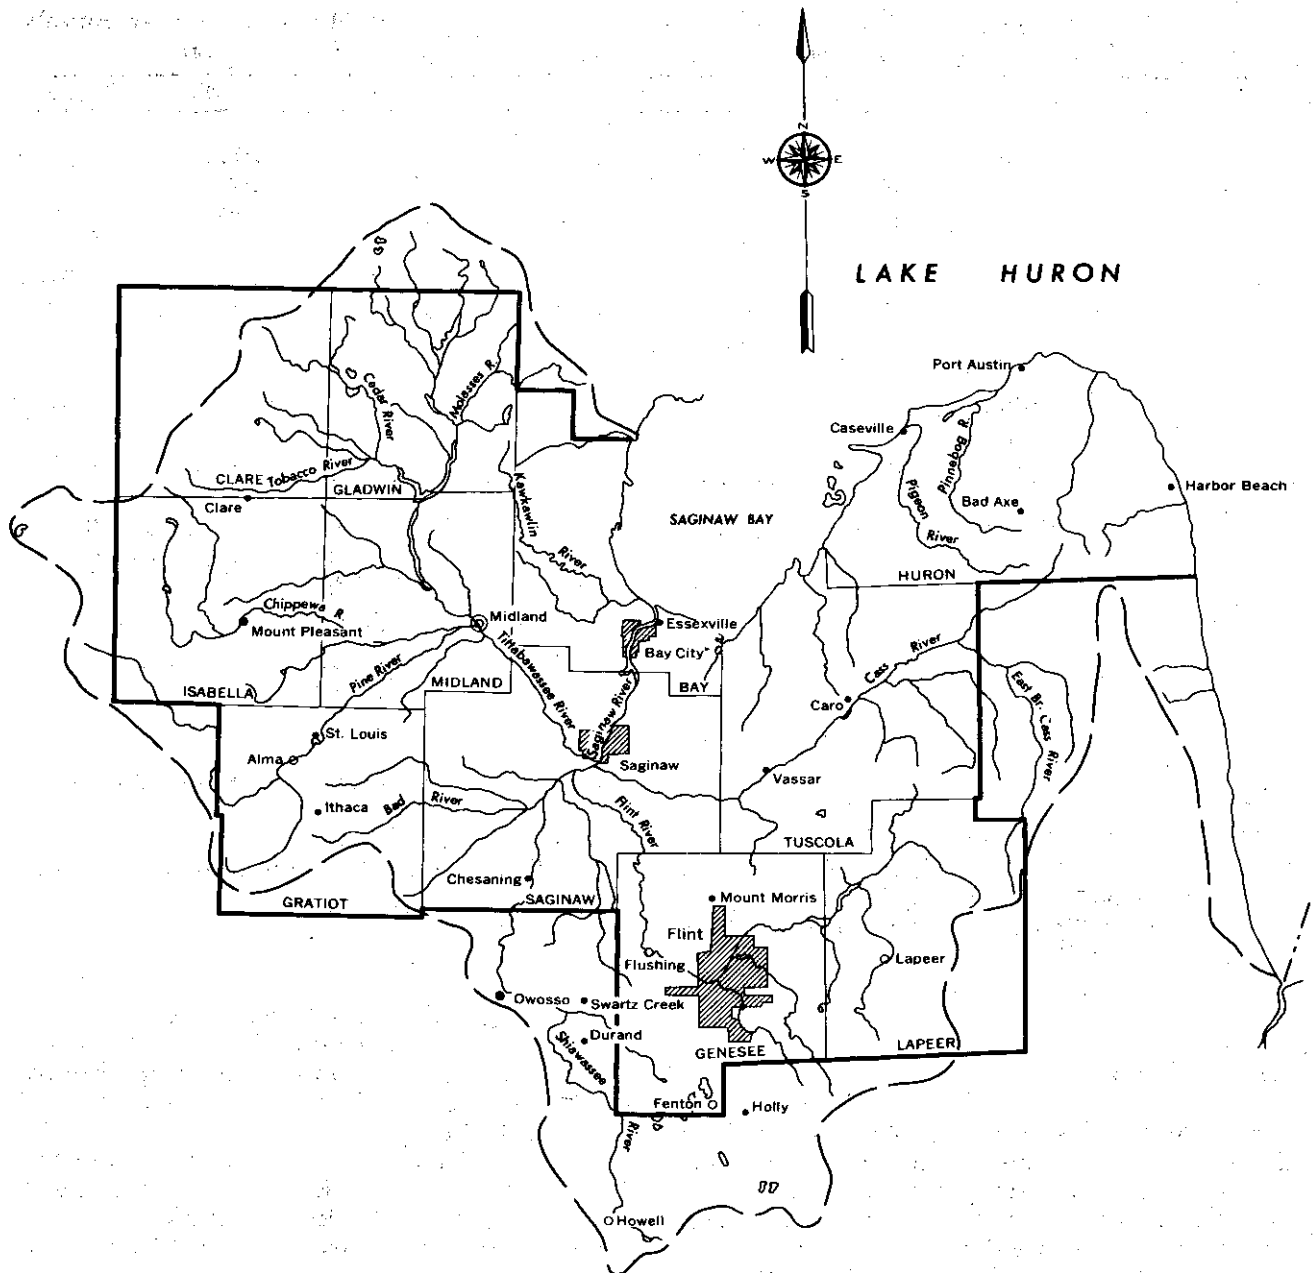 N
W E
S
LAKE HURON
Port Austin
Caseville
Pinnebog R.
Pigeon
River
Bad Axe
Harbor Beach
HURON
SAGINAW BAY
Molasses R.
Cedar River
CLARE
Tobacco River
GLADWIN
Clare
Kawkawlin
River
Chippewa R.
Mount Pleasant
Midland
Essexville
Bay City
Tittabawassee River
Pine River
ISABELLA
MIDLAND
BAY
Saginaw River
Cass River
East Br. Cass
River
Caro
St. Louis
Alma
Saginaw
Vassar
Ithaca
Bad River
Flint River
TUSCOLA
Chesaning
SAGINAW
GRATIOT
Mount Morris
Flint
Flushing
Lapeer
Owosso
Swartz Creek
Durand
Shiawassee
River
GENESEE
LAPEER
Fenton
Holly
Howell